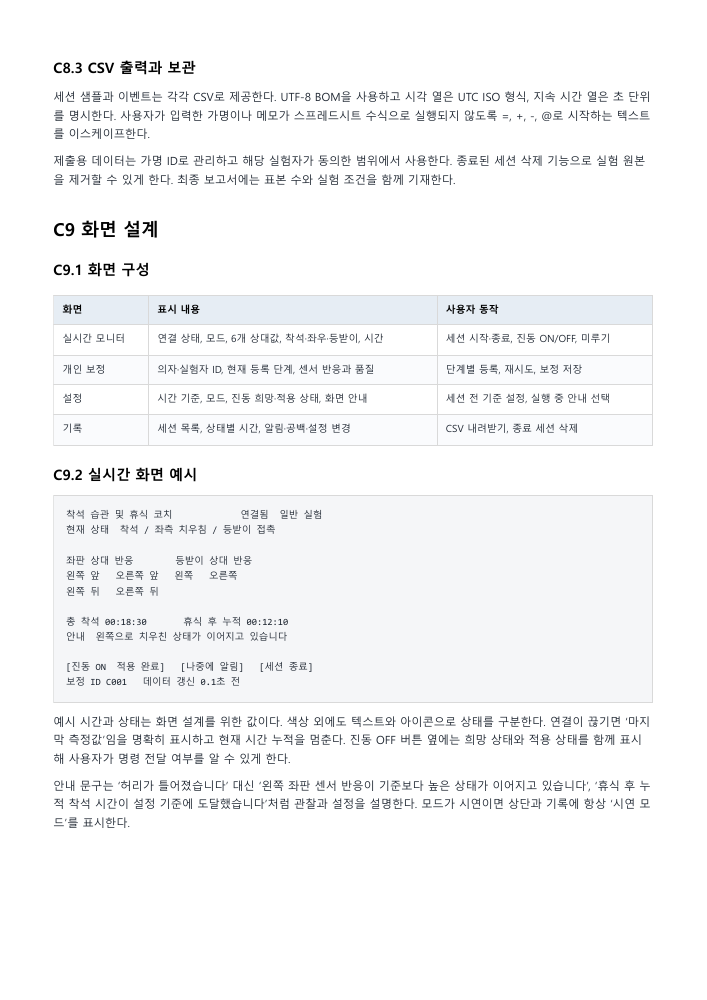 C8.3 CSV 출력과 보관
세션 샘플과 이벤트는 각각 CSV로 제공한다. UTF-8 BOM을 사용하고 시각 열은 UTC ISO 형식, 지속 시간 열은 초 단위
를 명시한다. 사용자가 입력한 가명이나 메모가 스프레드시트 수식으로 실행되지 않도록 =, +, -, @로 시작하는 텍스트
를 이스케이프한다.
제출용 데이터는 가명 ID로 관리하고 해당 실험자가 동의한 범위에서 사용한다. 종료된 세션 삭제 기능으로 실험 원본
을 제거할 수 있게 한다. 최종 보고서에는 표본 수와 실험 조건을 함께 기재한다.
C9 화면 설계
C9.1 화면 구성
화면 표시 내용 사용자 동작
실시간 모니터 연결 상태, 모드, 6개 상대값, 착석·좌우·등받이, 시간 세션 시작·종료, 진동 ON/OFF, 미루기
개인 보정 의자·실험자 ID, 현재 등록 단계, 센서 반응과 품질 단계별 등록, 재시도, 보정 저장
설정 시간 기준, 모드, 진동 희망·적용 상태, 화면 안내 세션 전 기준 설정, 실행 중 안내 선택
기록 세션 목록, 상태별 시간, 알림·공백·설정 변경 CSV 내려받기, 종료 세션 삭제
C9.2 실시간 화면 예시
착석 습관 및 휴식 코치 연결됨 일반 실험
현재 상태 착석 / 좌측 치우침 / 등받이 접촉
좌판 상대 반응 등받이 상대 반응
왼쪽 앞 오른쪽 앞 왼쪽 오른쪽
왼쪽 뒤 오른쪽 뒤
총 착석 00:18:30 휴식 후 누적 00:12:10
안내 왼쪽으로 치우친 상태가 이어지고 있습니다
[진동 ON 적용 완료] [나중에 알림] [세션 종료]
보정 ID C001 데이터 갱신 0.1초 전
예시 시간과 상태는 화면 설계를 위한 값이다. 색상 외에도 텍스트와 아이콘으로 상태를 구분한다. 연결이 끊기면 '마지
막 측정값'임을 명확히 표시하고 현재 시간 누적을 멈춘다. 진동 OFF 버튼 옆에는 희망 상태와 적용 상태를 함께 표시
해 사용자가 명령 전달 여부를 알 수 있게 한다.
안내 문구는 '허리가 틀어졌습니다' 대신 '왼쪽 좌판 센서 반응이 기준보다 높은 상태가 이어지고 있습니다', '휴식 후 누
적 착석 시간이 설정 기준에 도달했습니다'처럼 관찰과 설정을 설명한다. 모드가 시연이면 상단과 기록에 항상 '시연 모
드'를 표시한다.